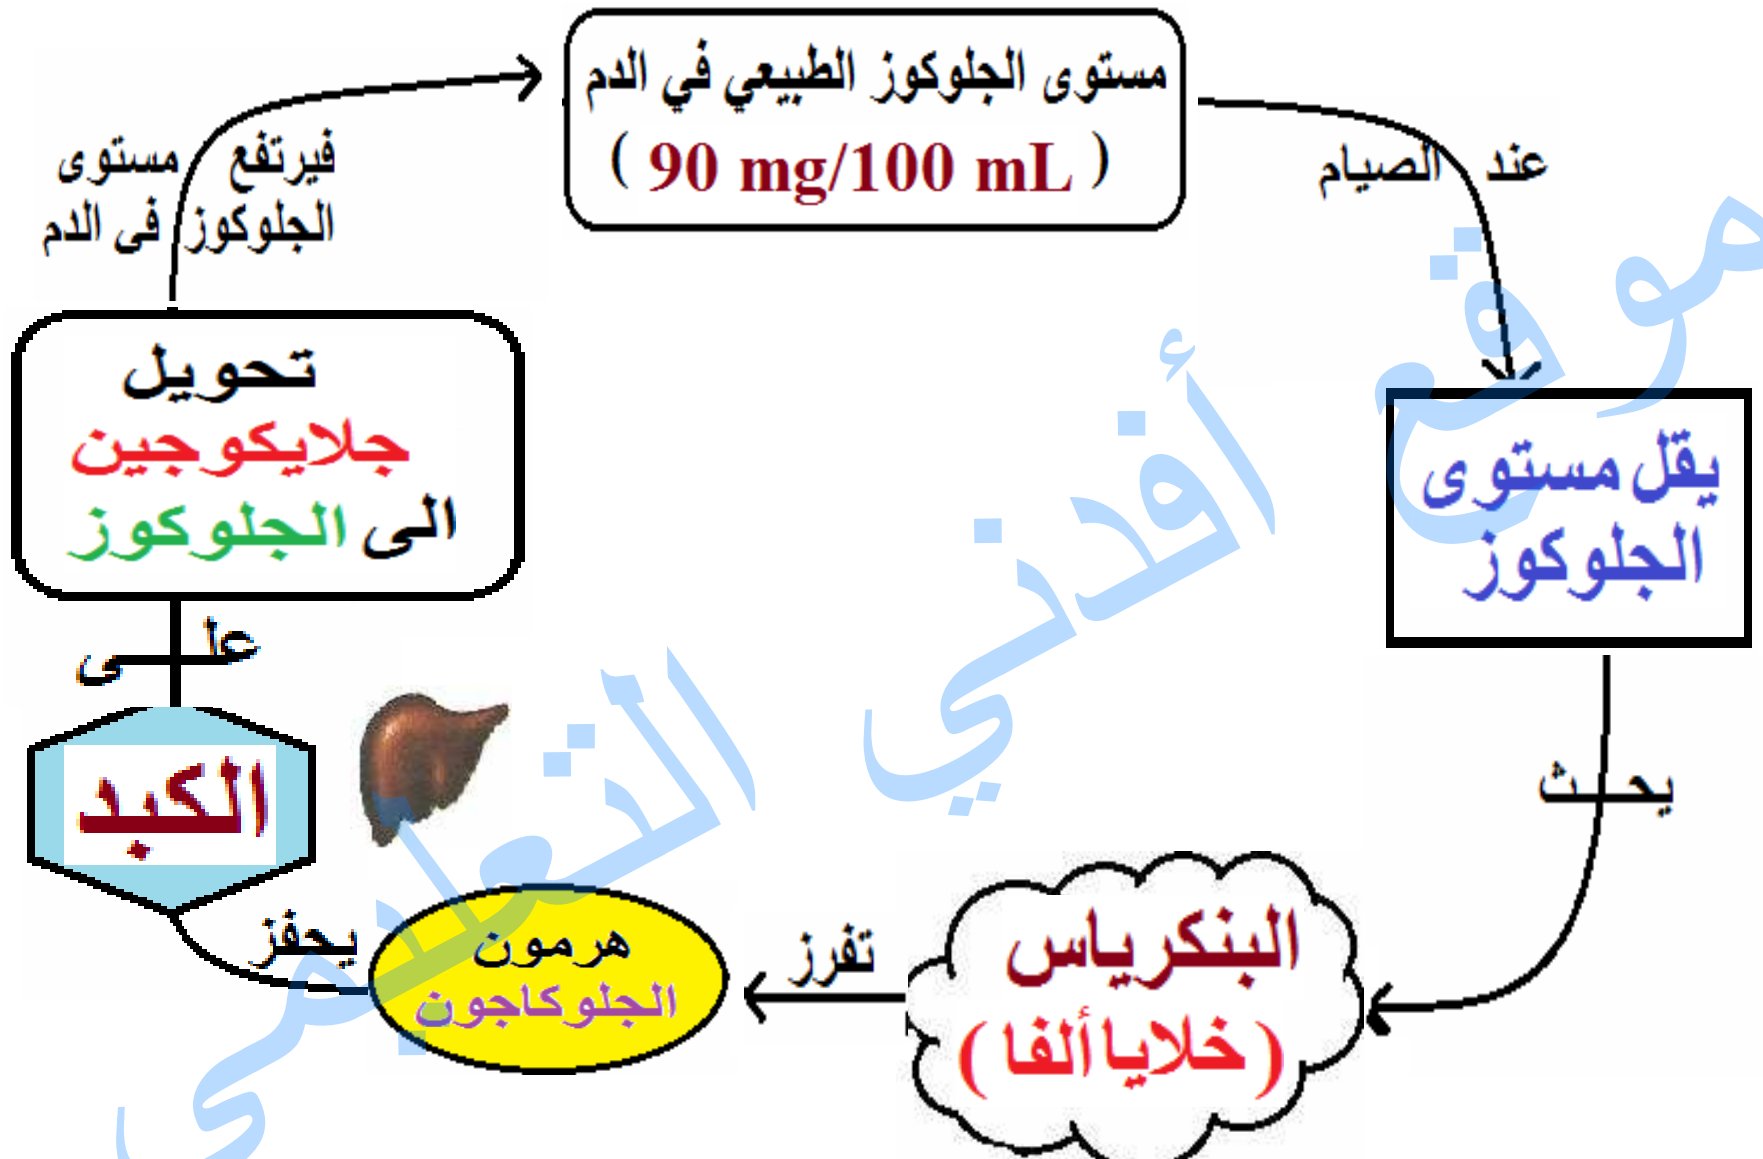 مستوى الجلوكوز الطبيعي في الدم
( 90 mg/100 mL )
عند الصيام
يقل مستوى
الجلوكوز
يحث
البنكرياس
(خلايا ألفا)
تفرز
هرمون
الجلوكاجون
يحفز
الكبد
على
تحويل
جلايكوجين
الى الجلوكوز
فيرتفع مستوى
الجلوكوز فى الدم
موقع أفدني التعليمي